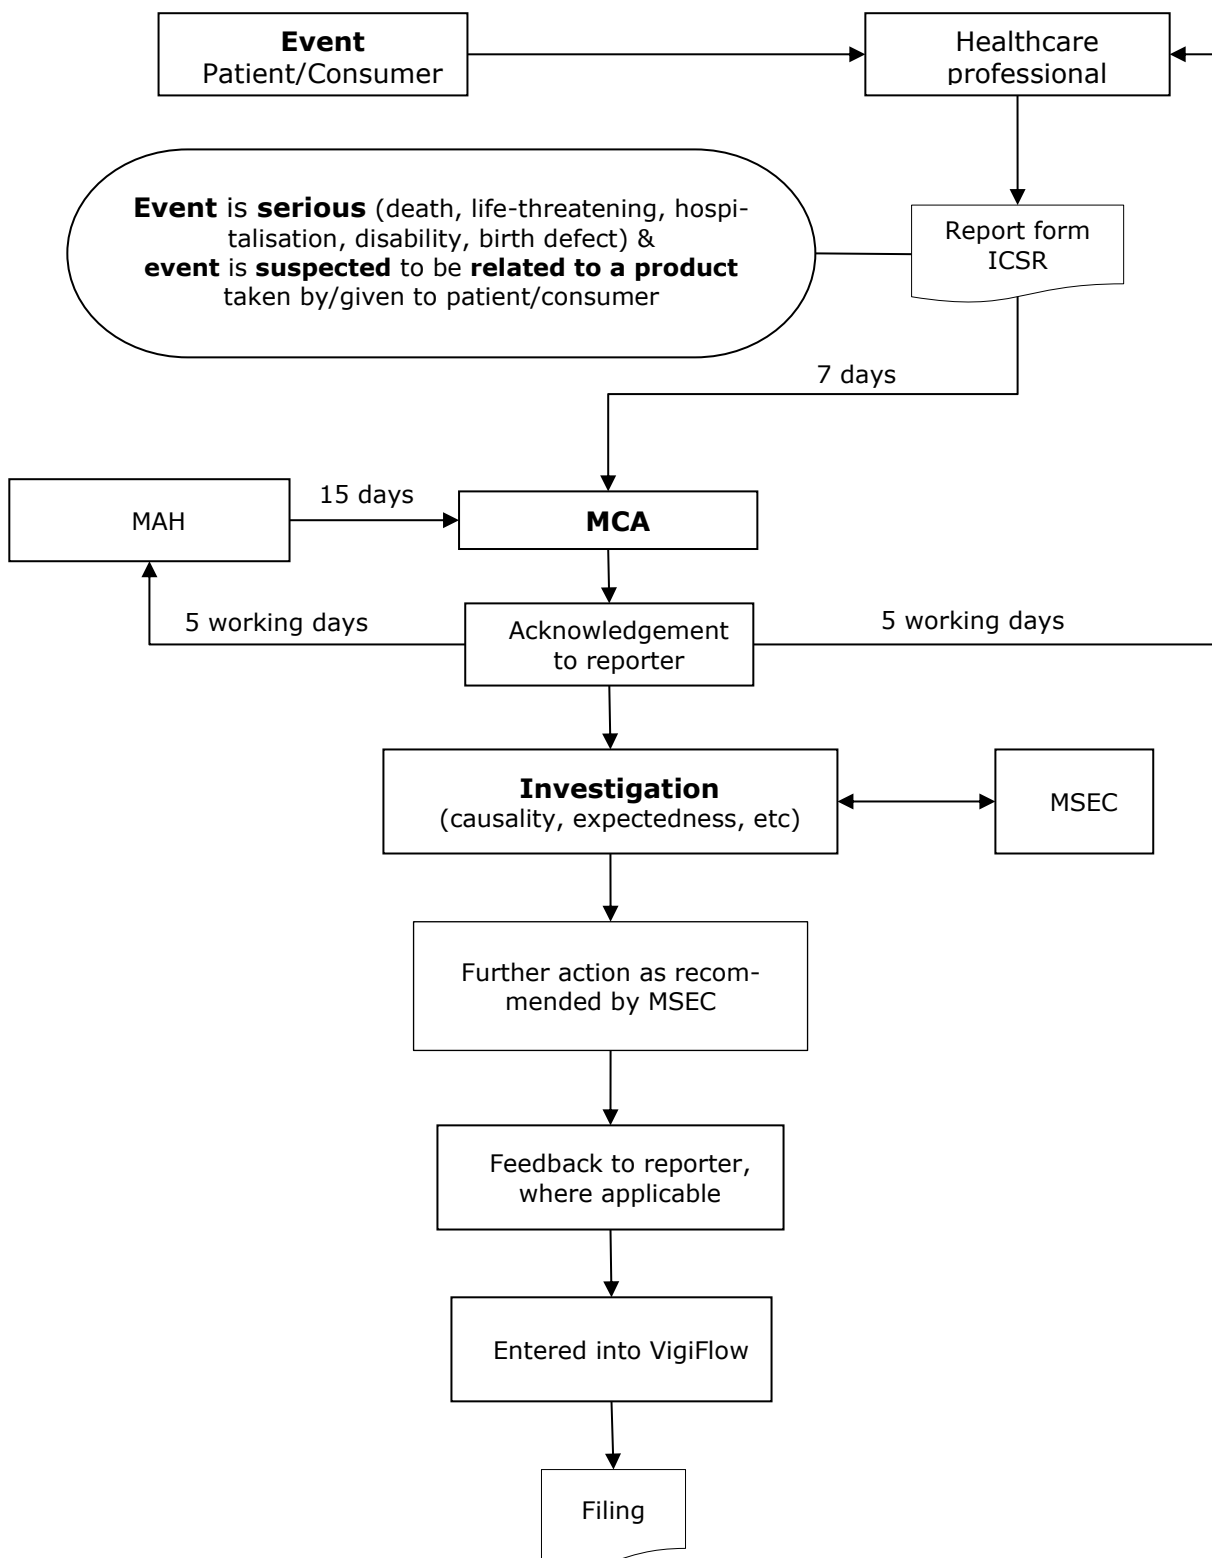 Event
Patient/Consumer
Healthcare
professional
Event is serious (death, life-threatening, hospi-
talisation, disability, birth defect) &
event is suspected to be related to a product
taken by/given to patient/consumer
Report form
ICSR
7 days
MAH
15 days
MCA
5 working days
Acknowledgement
to reporter
5 working days
Investigation
(causality, expectedness, etc)
MSEC
Further action as recom-
mended by MSEC
Feedback to reporter,
where applicable
Entered into VigiFlow
Filing